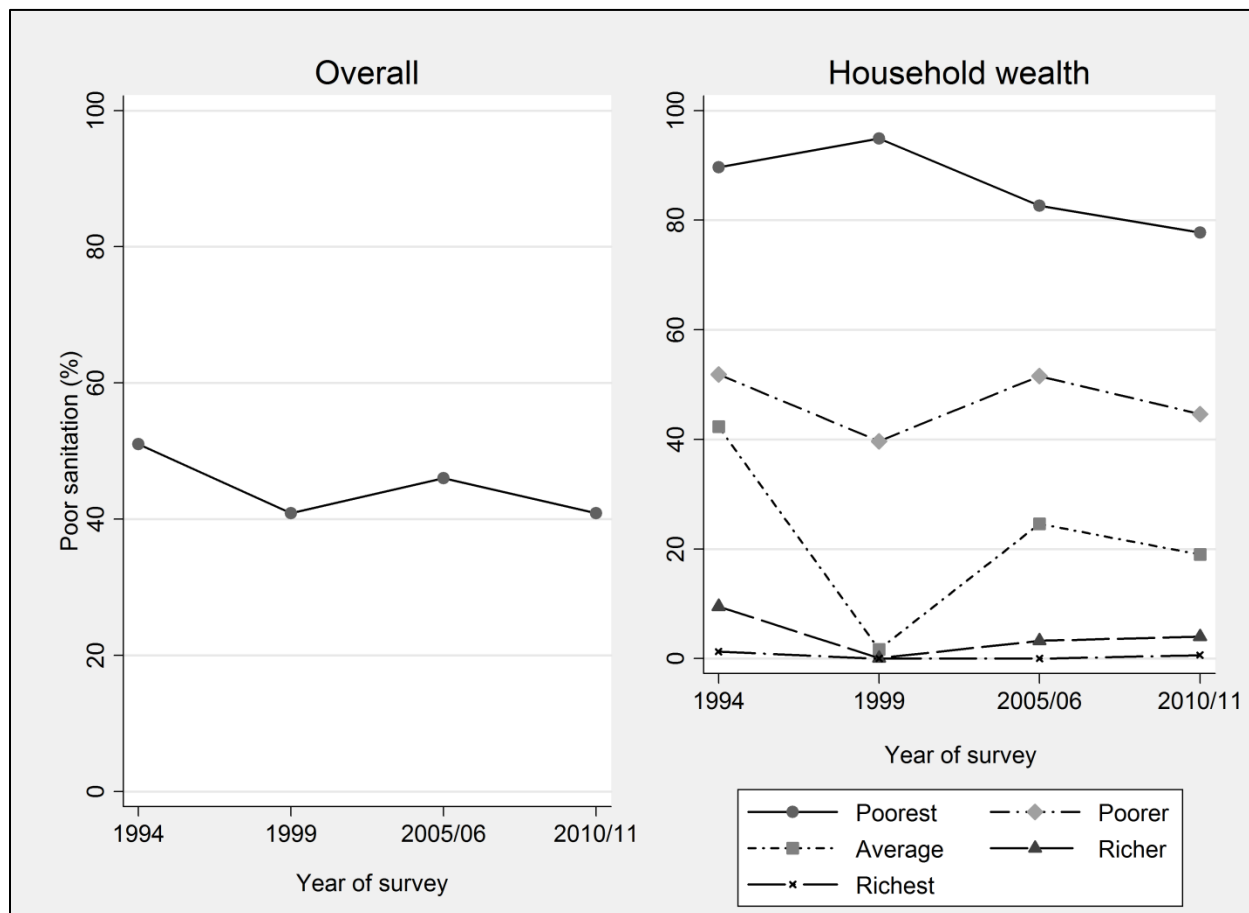 Overall
Poor sanitation (%)
100
80
60
40
20
0
1994 1999 2005/06 2010/11
Year of survey
Household wealth
100
80
60
40
20
0
1994 1999 2005/06 2010/11
Year of survey
Poorest Poorer
Average Richer
Richest